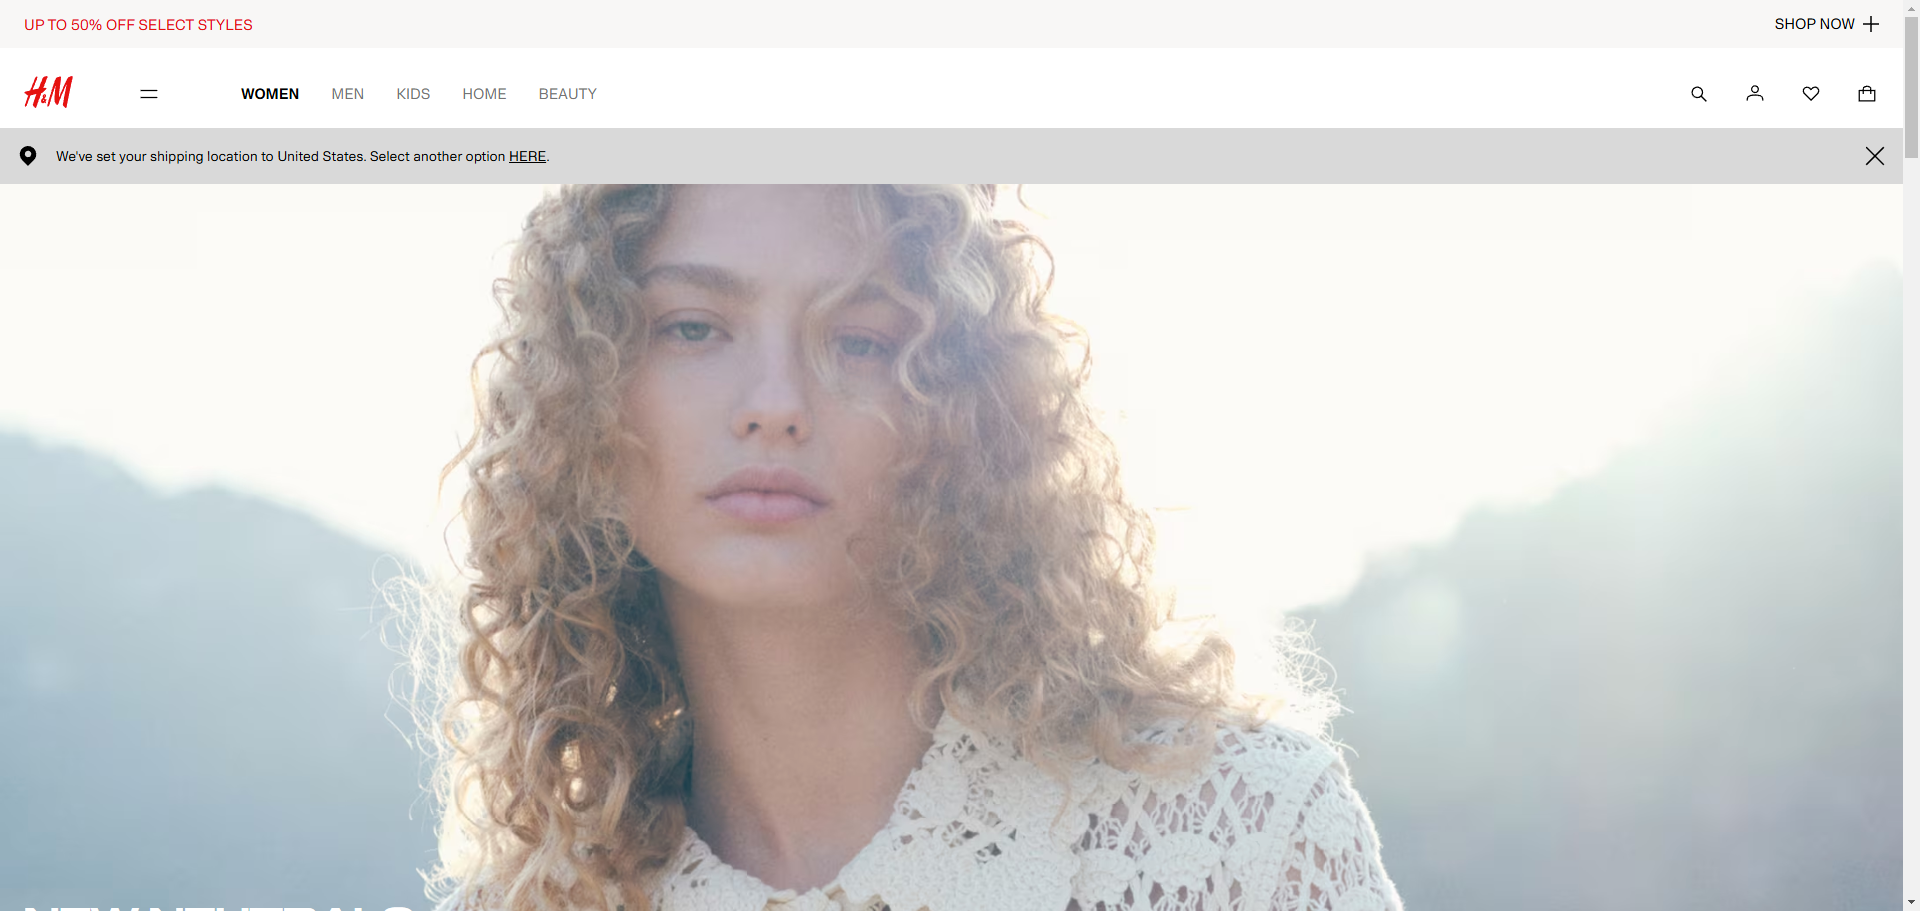 UP TO 50% OFF SELECT STYLES
SHOP NOW
H&M
WOMEN MEN KIDS HOME BEAUTY
We've set your shipping location to United States. Select another option HERE.